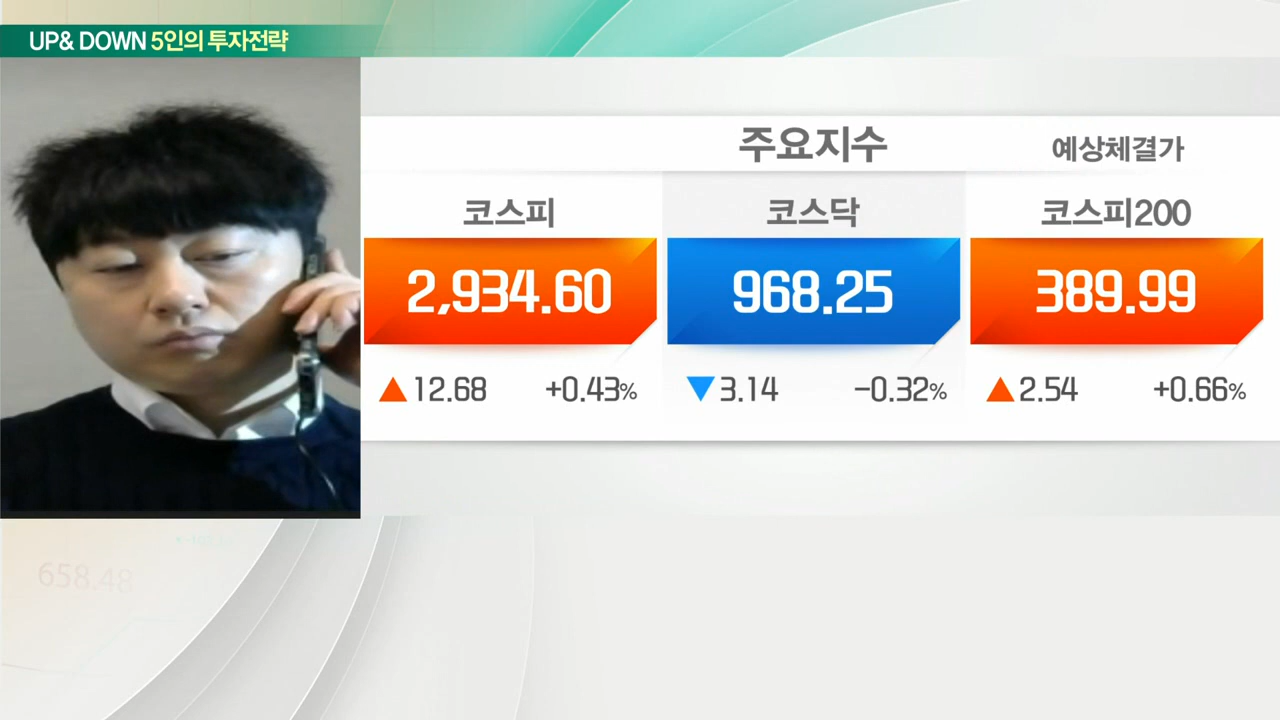 UP& DOWN 5인의 투자전략
주요지수
예상체결가
코스피
코스닥
코스피200
2,934.60
968.25
389.99
▲12.68 +0.43%
▼3.14 -0.32%
▲2.54 +0.66%
658.48